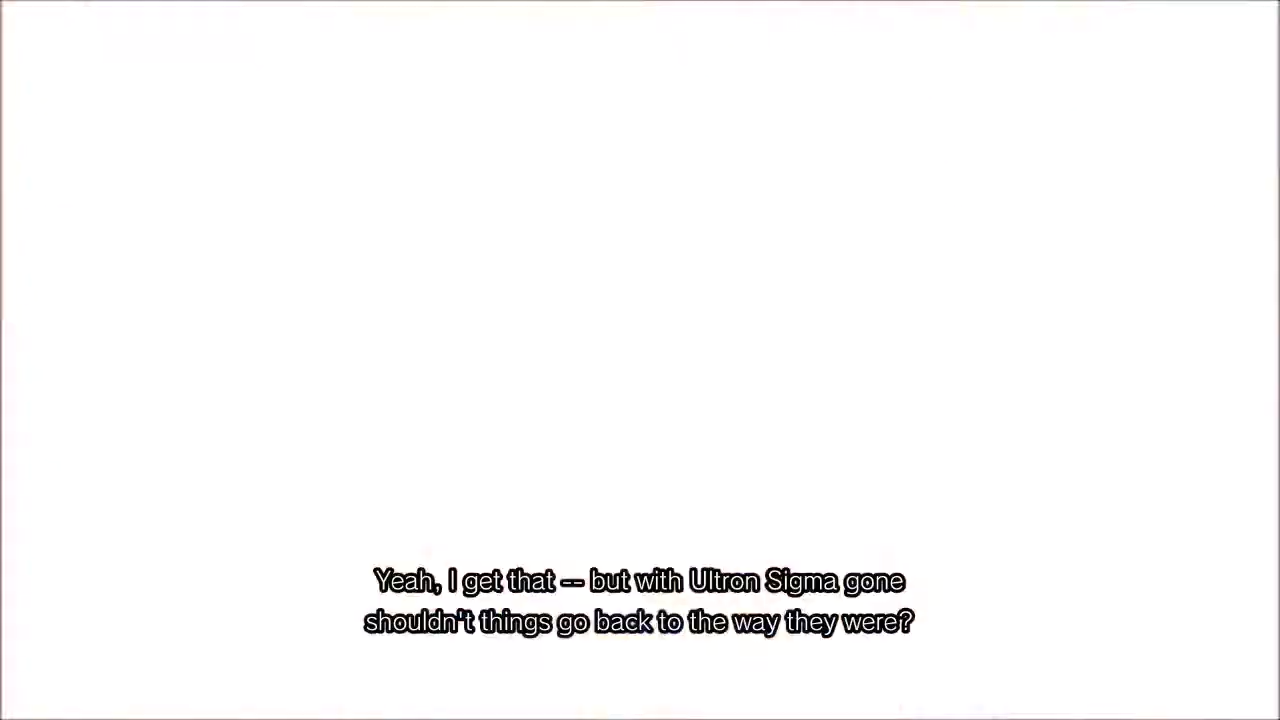 Yeah, I get that -- but with Ultron Sigma gone
shouldn't things go back to the way they were?